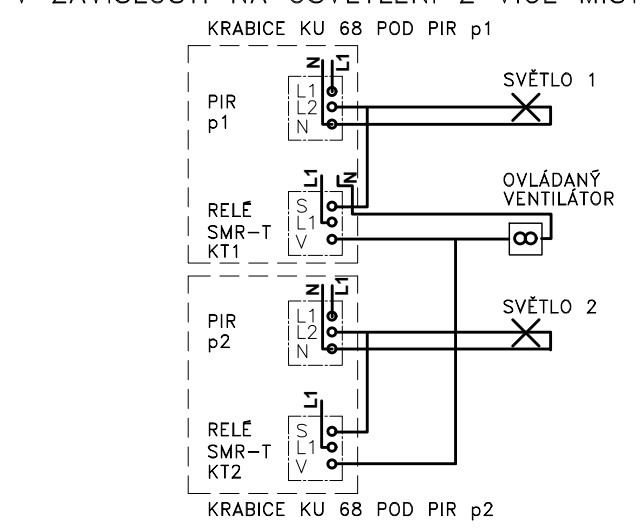 KRABICE KU 68 POD PIR p1
N L1
SVĚTLO 1
PIR
p1
L1
L2
N
L1 N
OVLÁDANÝ
VENTILÁTOR
RELÉ
SMR-T
KT1
S
L1
V
N L1
SVĚTLO 2
PIR
p2
L1
L2
N
L1
RELÉ
SMR-T
KT2
S
L1
V
KRABICE KU 68 POD PIR p2